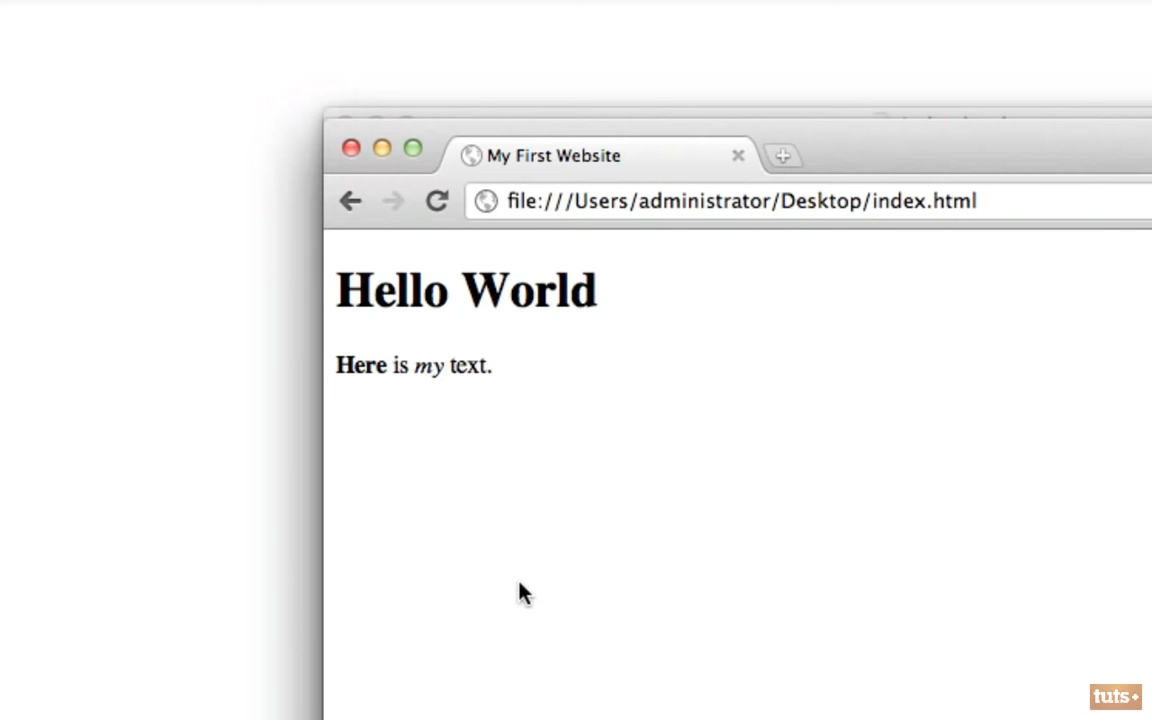 My First Website
file:///Users/administrator/Desktop/index.html
Hello World
Here is my text.
tuts+